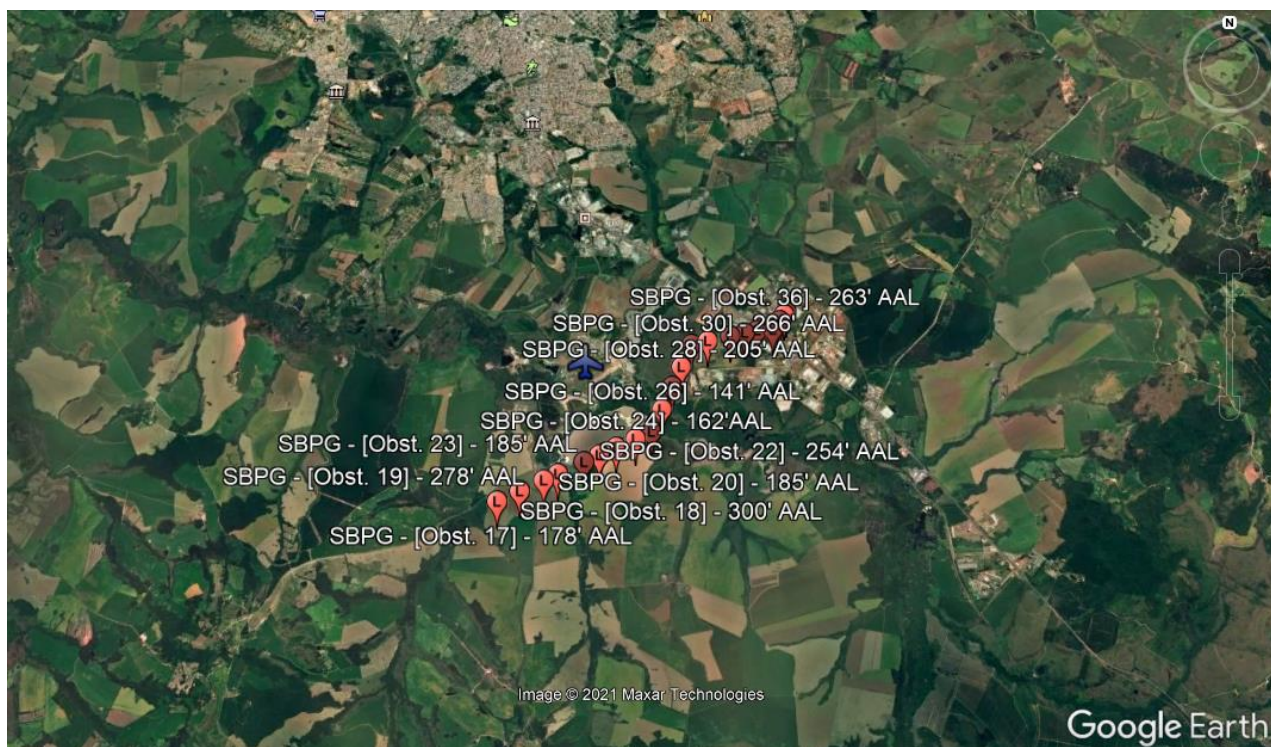 N
SBPG - [Obst. 36] - 263' AAL
SBPG - [Obst. 30] - 266' AAL
SBPG - [Obst. 28] - 205' AAL
SBPG - [Obst. 26] - 141' AAL
SBPG - [Obst. 24] - 162'AAL
SBPG - [Obst. 23] - 185' AAL
SBPG - [Obst. 22] - 254' AAL
SBPG - [Obst. 19] - 278' AAL
SBPG - [Obst. 20] - 185' AAL
SBPG - [Obst. 18] - 300' AAL
SBPG - [Obst. 17] - 178' AAL
Image © 2021 Maxar Technologies
Google Earth